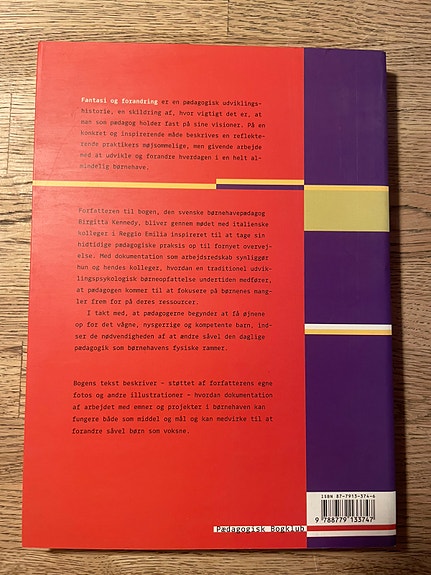 Fantasi og forandring er en pædagogisk udviklings-
historie, en skildring af, hvor vigtigt det er, at
man som pædagog holder fast på sine visioner. På en
konkret og inspirerende måde beskrives en reflekte-
rende praktikers møjsommelige, men givende arbejde
med at udvikle og forandre hverdagen i en helt al-
mindelig børnehave.
Forfatteren til bogen, den svenske børnehavepædagog
Birgitta Kennedy, bliver gennem mødet med italienske
kolleger i Reggio Emilia inspireret til at tage sin
hidtidige pædagogiske praksis op til fornyet overvej-
else. Med dokumentation som arbejdsredskab synliggør
hun og hendes kolleger, hvordan en traditionel udvik-
lingspsykologisk børneopfattelse undertiden medfører,
at pædagogen kommer til at fokusere på børnenes mang-
ler frem for på deres ressourcer.
I takt med, at pædagogerne begynder at få øjnene
op for det vågne, nysgerrige og kompetente barn, ind-
ser de nødvendigheden af at ændre såvel den daglige
pædagogik som børnehavens fysiske rammer.
Bogens tekst beskriver – støttet af forfatterens egne
fotos og andre illustrationer – hvordan dokumentation
af arbejdet med emner og projekter i børnehaven kan
fungere både som middel og mål og kan medvirke til at
forandre såvel børn som voksne.
ISBN 87-7913-374-6
9 788779 133747
Pædagogisk Bogklub